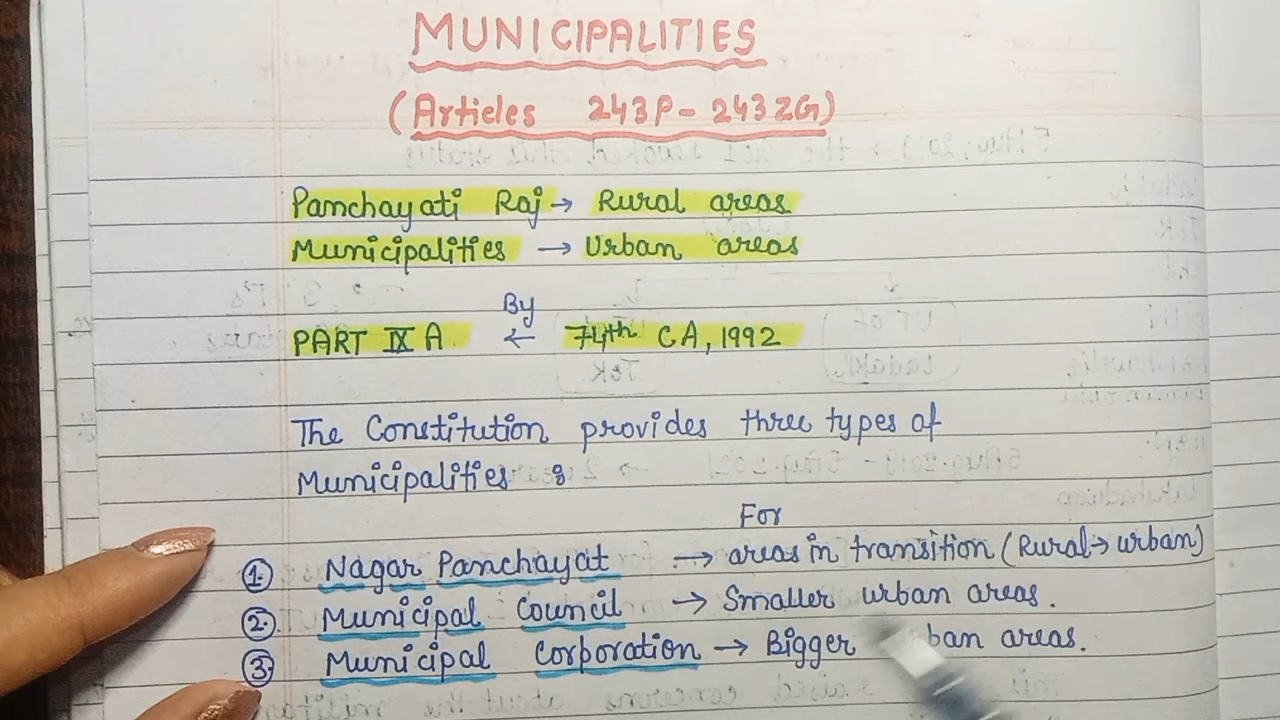 MUNICIPALITIES
(Articles 243P - 243ZG)
Panchayati Raj → Rural areas
Municipalities → Urban areas
By
PART IX A ← 74th CA, 1992
The Constitution provides three types of
Municipalities :
For
① Nagar Panchayat → areas in transition (Rural → urban)
② Municipal Council → Smaller urban areas.
③ Municipal Corporation → Bigger areas.